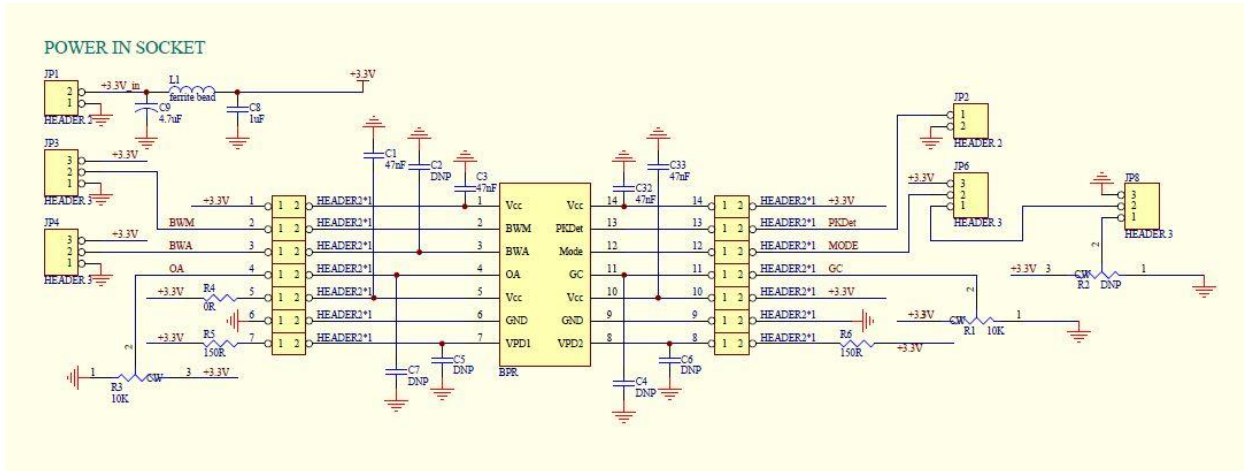 POWER IN SOCKET
JP1
2
1
HEADER 2
+3.3V_in
L1
ferrite bead
C9
4.7uF
C8
1uF
+3.3V
JP3
3
2
1
HEADER 3
+3.3V
JP4
3
2
1
HEADER 3
+3.3V
C1
47nF
C2
DNP
C3
47nF
+3.3V 1 1 2 HEADER2*1 1 Vcc
BWM 2 1 2 HEADER2*1 2 BWM
BWA 3 1 2 HEADER2*1 3 BWA
OA 4 1 2 HEADER2*1 4 OA
+3.3V R4 0R 5 1 2 HEADER2*1 5 Vcc
6 1 2 HEADER2*1 6 GND
+3.3V R5 150R 7 1 2 HEADER2*1 7 VPD1
1 R3 10K 2 CW 3 +3.3V
C7
DNP
C5
DNP
BPR
C33
47nF
C32
47nF
Vcc 14 14 1 2 HEADER2*1 +3.3V
PKDet 13 13 1 2 HEADER2*1 PKDet
Mode 12 12 1 2 HEADER2*1 MODE
GC 11 11 1 2 HEADER2*1 GC
Vcc 10 10 1 2 HEADER2*1 +3.3V
GND 9 9 1 2 HEADER2*1
VPD2 8 8 1 2 HEADER2*1 R6 150R +3.3V
C4
DNP
C6
DNP
JP2
1
2
HEADER 2
JP6
+3.3V
3
2
1
HEADER 3
JP8
3
2
1
HEADER 3
+3.3V 3 CW 2 1
R2 DNP
+3.3V CW 2 1
R1 10K